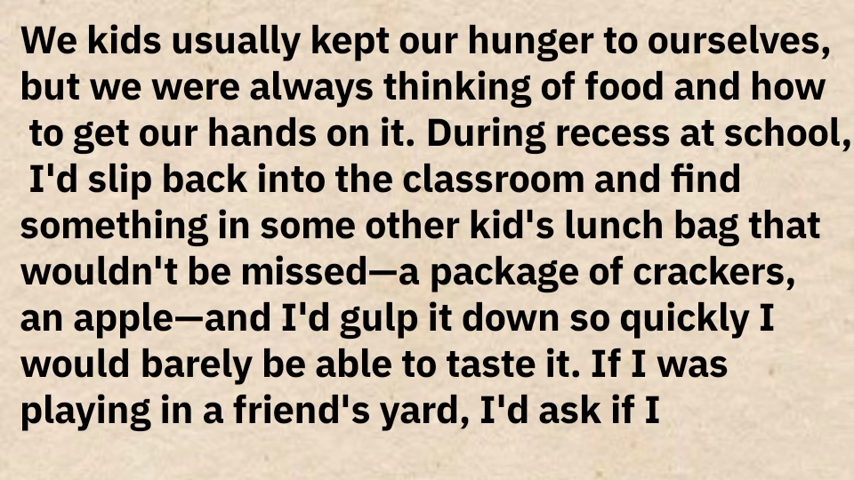 We kids usually kept our hunger to ourselves,
but we were always thinking of food and how
to get our hands on it. During recess at school,
I'd slip back into the classroom and find
something in some other kid's lunch bag that
wouldn't be missed—a package of crackers,
an apple—and I'd gulp it down so quickly I
would barely be able to taste it. If I was
playing in a friend's yard, I'd ask if I